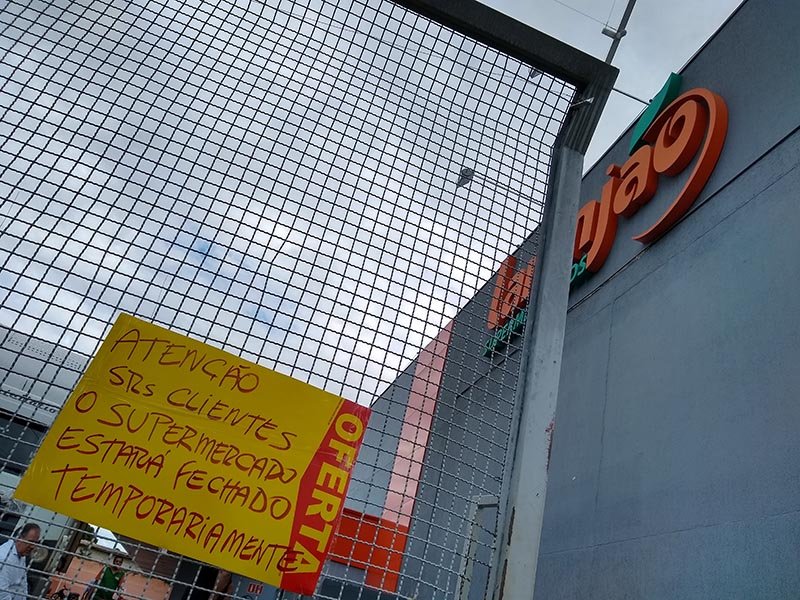 ATENÇÃO
SRS CLIENTES
O SUPERMERCADO
ESTARÁ FECHADO
TEMPORARIAMENTE
OFERTA